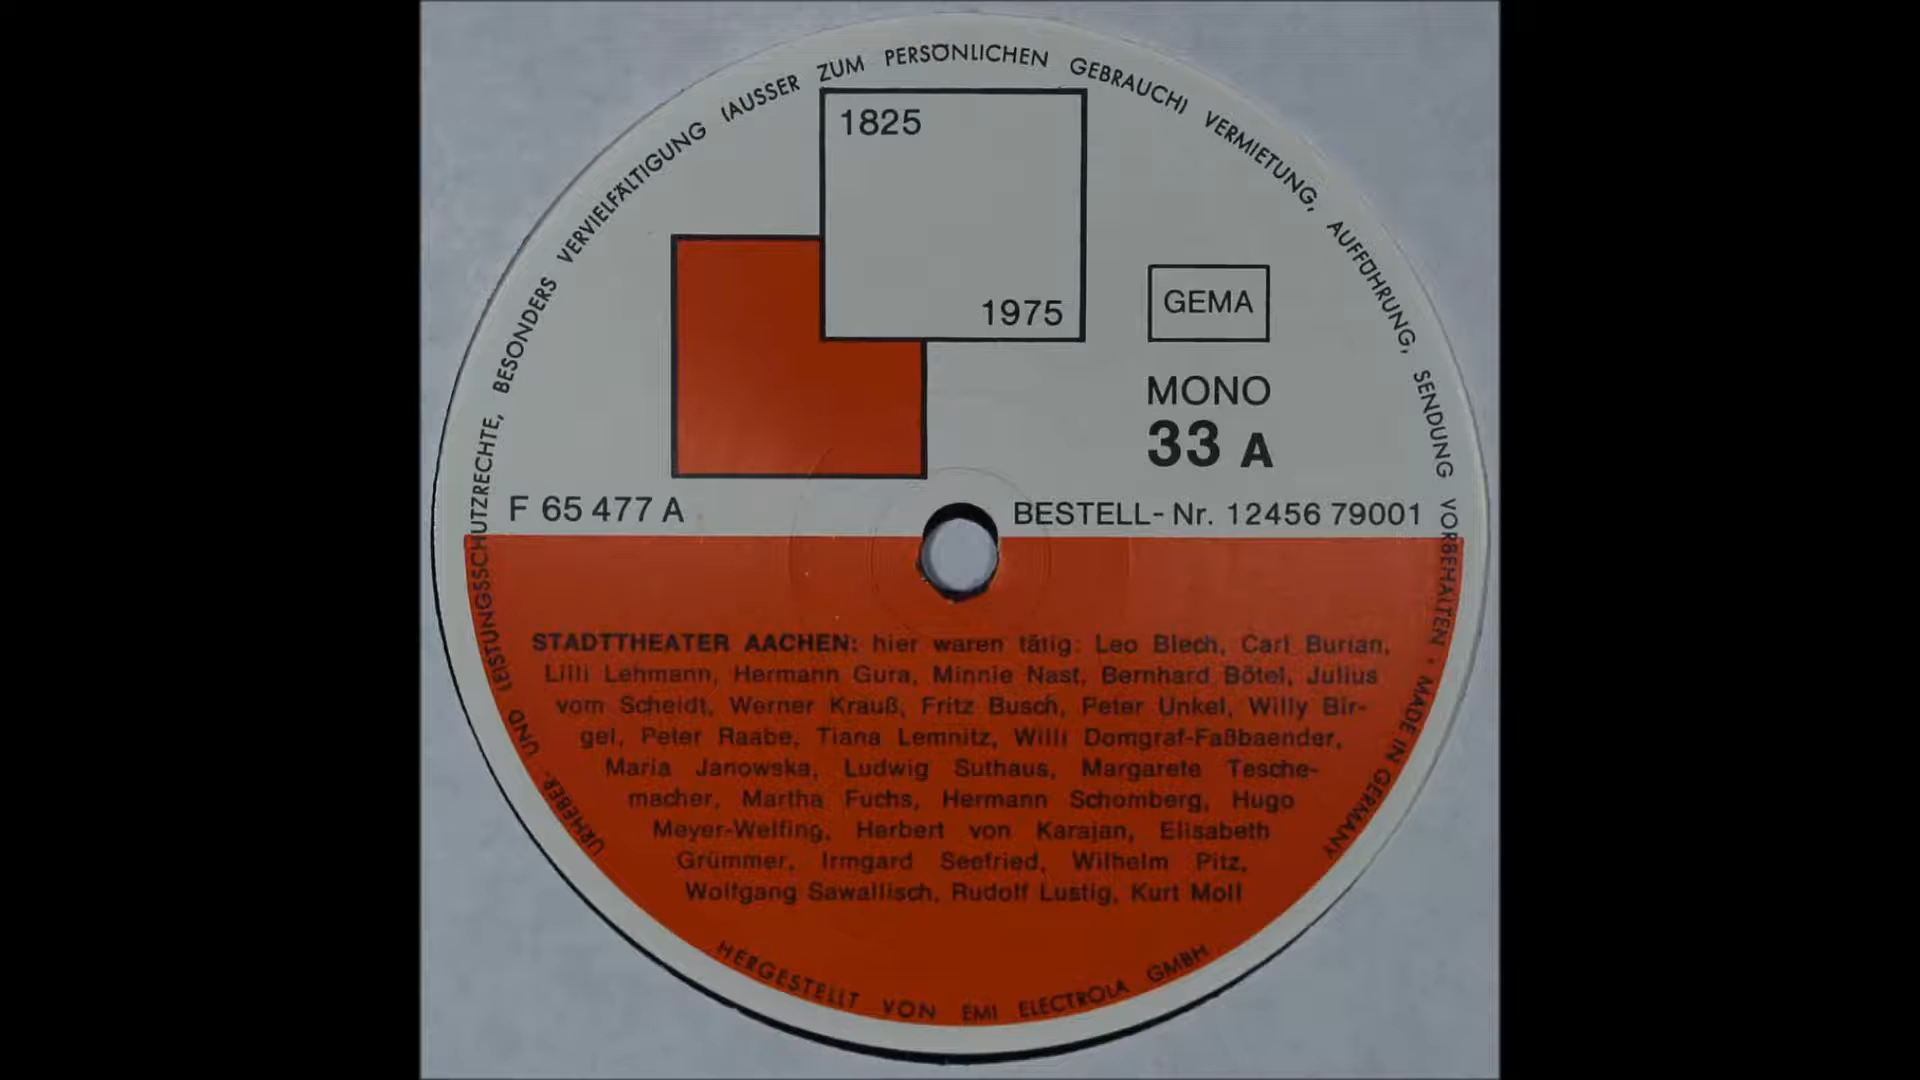 URHEBER- UND LEISTUNGSSCHUTZRECHTE, BESONDERS VERVIELFÄLTIGUNG (AUSSER ZUM PERSÖNLICHEN GEBRAUCH) VERMIETUNG, AUFFÜHRUNG, SENDUNG VORBEHALTEN · MADE IN GERMANY
1825
1975
GEMA
MONO
33 A
F 65 477 A
BESTELL-Nr. 12456 79001
STADTTHEATER AACHEN: hier waren tätig: Leo Blech, Carl Burian,
Lilli Lehmann, Hermann Gura, Minnie Nast, Bernhard Bötel, Julius
vom Scheidt, Werner Krauß, Fritz Busch, Peter Unkel, Willy Bir-
gel, Peter Raabe, Tiana Lemnitz, Willi Domgraf-Faßbaender,
Maria Janowska, Ludwig Suthaus, Margarete Tesche-
macher, Martha Fuchs, Hermann Schomberg, Hugo
Meyer-Welfing, Herbert von Karajan, Elisabeth
Grümmer, Irmgard Seefried, Wilhelm Pitz,
Wolfgang Sawallisch, Rudolf Lustig, Kurt Moll
HERGESTELLT VON EMI ELECTROLA GMBH